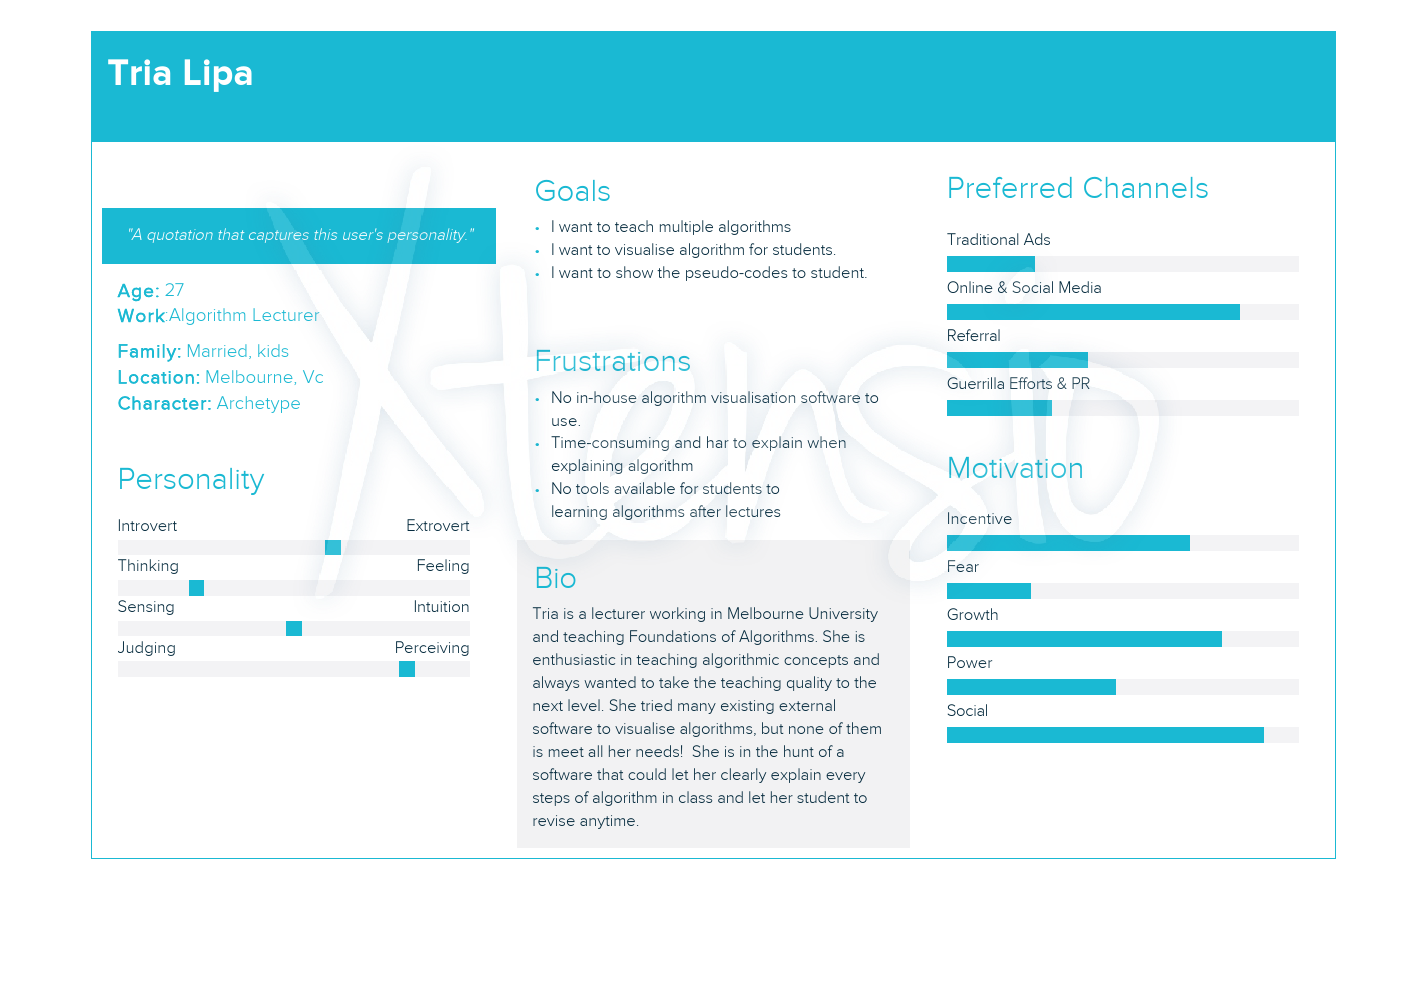 Tria Lipa
"A quotation that captures this user's personality."
Age: 27
Work:Algorithm Lecturer
Family: Married, kids
Location: Melbourne, Vc
Character: Archetype
Personality
Introvert Extrovert
Thinking Feeling
Sensing Intuition
Judging Perceiving
Goals
• I want to teach multiple algorithms
• I want to visualise algorithm for students.
• I want to show the pseudo-codes to student.
Frustrations
• No in-house algorithm visualisation software to
use.
• Time-consuming and har to explain when
explaining algorithm
• No tools available for students to
learning algorithms after lectures
Bio
Tria is a lecturer working in Melbourne University
and teaching Foundations of Algorithms. She is
enthusiastic in teaching algorithmic concepts and
always wanted to take the teaching quality to the
next level. She tried many existing external
software to visualise algorithms, but none of them
is meet all her needs!  She is in the hunt of a
software that could let her clearly explain every
steps of algorithm in class and let her student to
revise anytime.
Preferred Channels
Traditional Ads
Online & Social Media
Referral
Guerrilla Efforts & PR
Motivation
Incentive
Fear
Growth
Power
Social
Xtensio